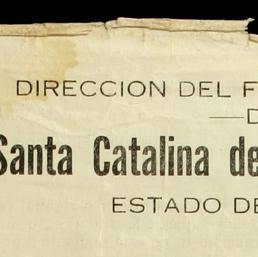 DIRECCION DEL F
—D
Santa Catalina de
ESTADO DE